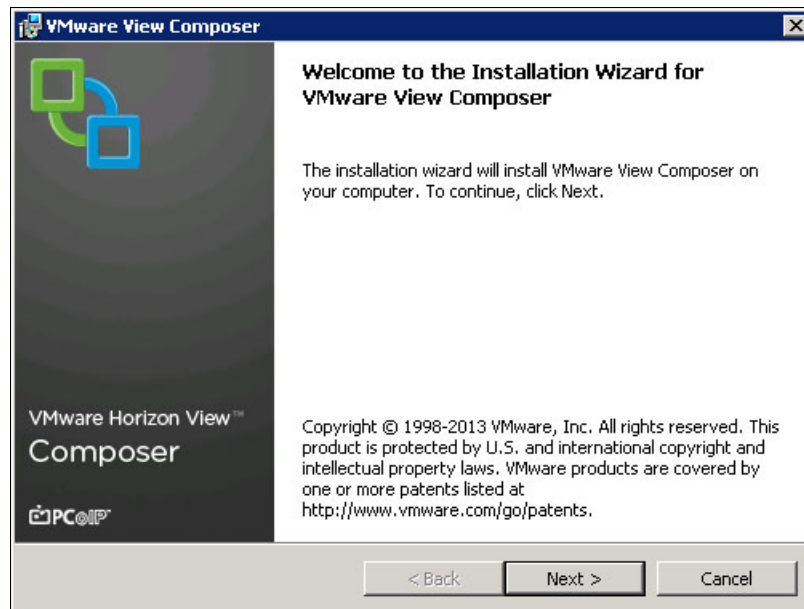 VMware View Composer
Welcome to the Installation Wizard for
VMware View Composer
The installation wizard will install VMware View Composer on
your computer. To continue, click Next.
VMware Horizon View™
Composer
PCoIP®
Copyright © 1998-2013 VMware, Inc. All rights reserved. This
product is protected by U.S. and international copyright and
intellectual property laws. VMware products are covered by
one or more patents listed at
http://www.vmware.com/go/patents.
< Back
Next >
Cancel